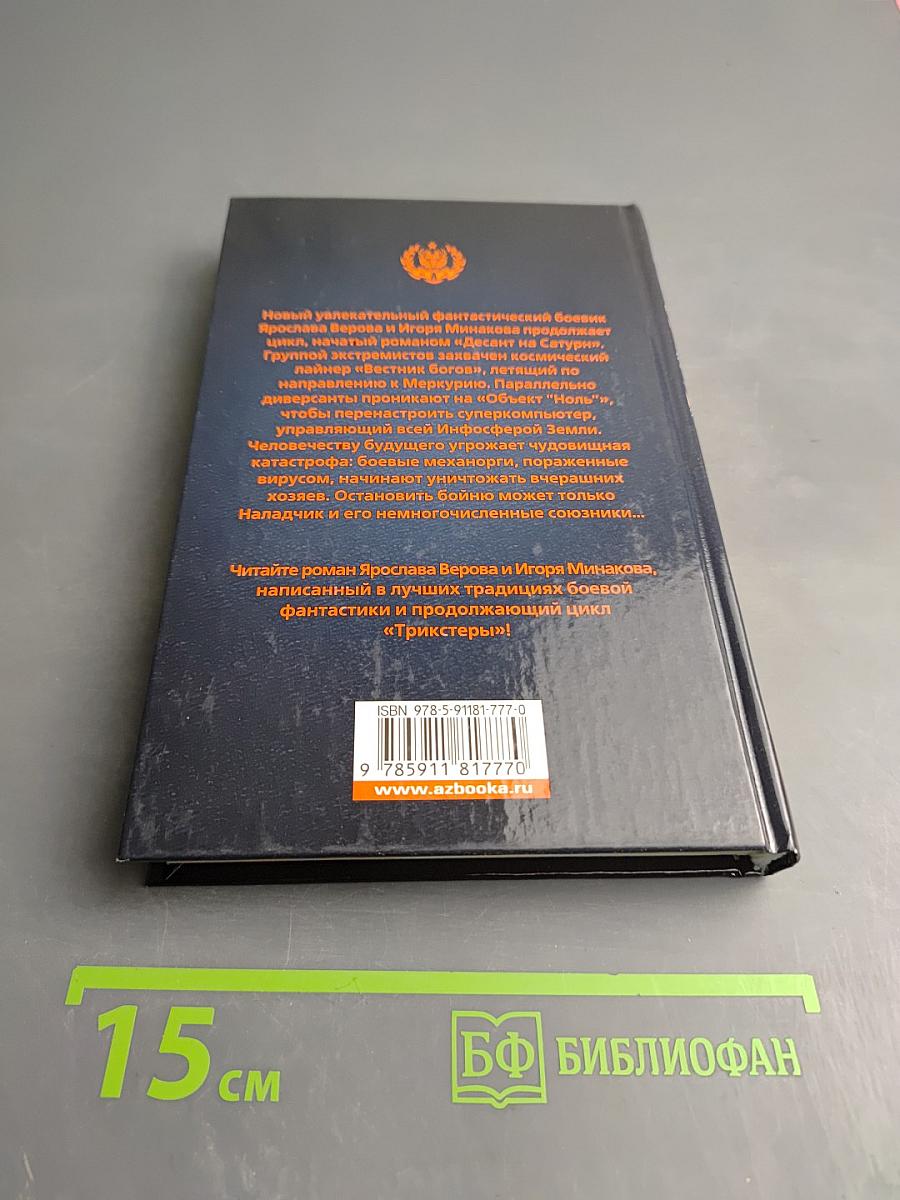 Новый увлекательный фантастический боевик
Ярослава Верова и Игоря Минакова продолжает
цикл, начатый романом «Десант на Сатурн».
Группой экстремистов захвачен космический
лайнер «Вестник богов», летящий по
направлению к Меркурию. Параллельно
диверсанты проникают на «Объект "Ноль"»,
чтобы перенастроить суперкомпьютер,
управляющий всей Инфосферой Земли.
Человечеству будущего угрожает чудовищная
катастрофа: боевые механорги, пораженные
вирусом, начинают уничтожать вчерашних
хозяев. Остановить бойню может только
Наладчик и его немногочисленные союзники...
Читайте роман Ярослава Верова и Игоря Минакова,
написанный в лучших традициях боевой
фантастики и продолжающий цикл
«Трикстеры»!
ISBN 978-5-91181-777-0
9 785911 817770
www.azbooka.ru
15 см
БФ БИБЛИОФАН